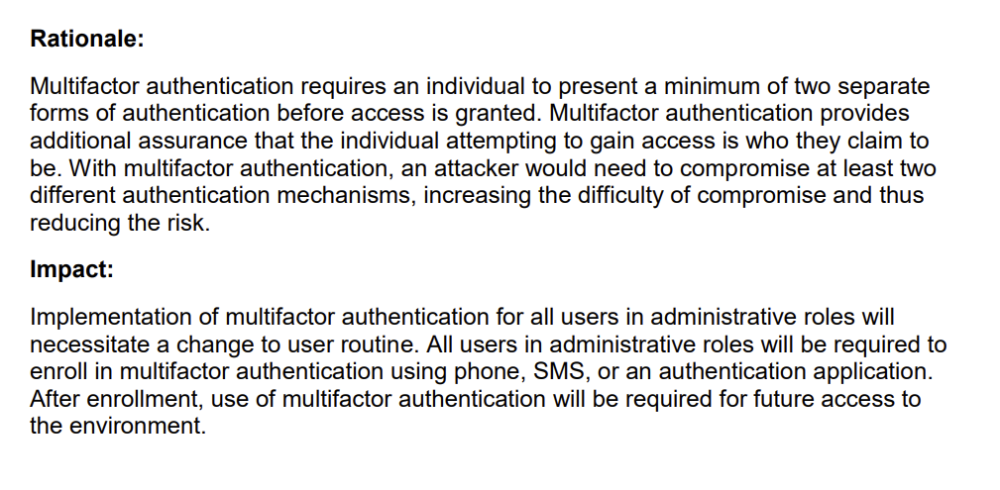 Rationale:
Multifactor authentication requires an individual to present a minimum of two separate
forms of authentication before access is granted. Multifactor authentication provides
additional assurance that the individual attempting to gain access is who they claim to
be. With multifactor authentication, an attacker would need to compromise at least two
different authentication mechanisms, increasing the difficulty of compromise and thus
reducing the risk.
Impact:
Implementation of multifactor authentication for all users in administrative roles will
necessitate a change to user routine. All users in administrative roles will be required to
enroll in multifactor authentication using phone, SMS, or an authentication application.
After enrollment, use of multifactor authentication will be required for future access to
the environment.